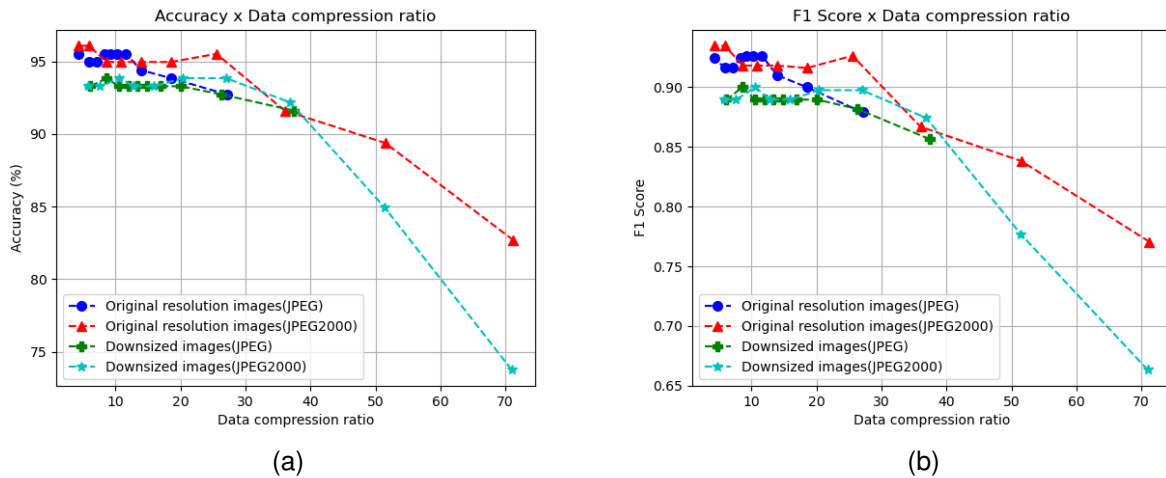 Accuracy x Data compression ratio
Accuracy (%)
95
90
85
80
75
Original resolution images(JPEG)
Original resolution images(JPEG2000)
Downsized images(JPEG)
Downsized images(JPEG2000)
10 20 30 40 50 60 70
Data compression ratio
(a)
F1 Score x Data compression ratio
F1 Score
0.90
0.85
0.80
0.75
0.70
0.65
Original resolution images(JPEG)
Original resolution images(JPEG2000)
Downsized images(JPEG)
Downsized images(JPEG2000)
10 20 30 40 50 60 70
Data compression ratio
(b)